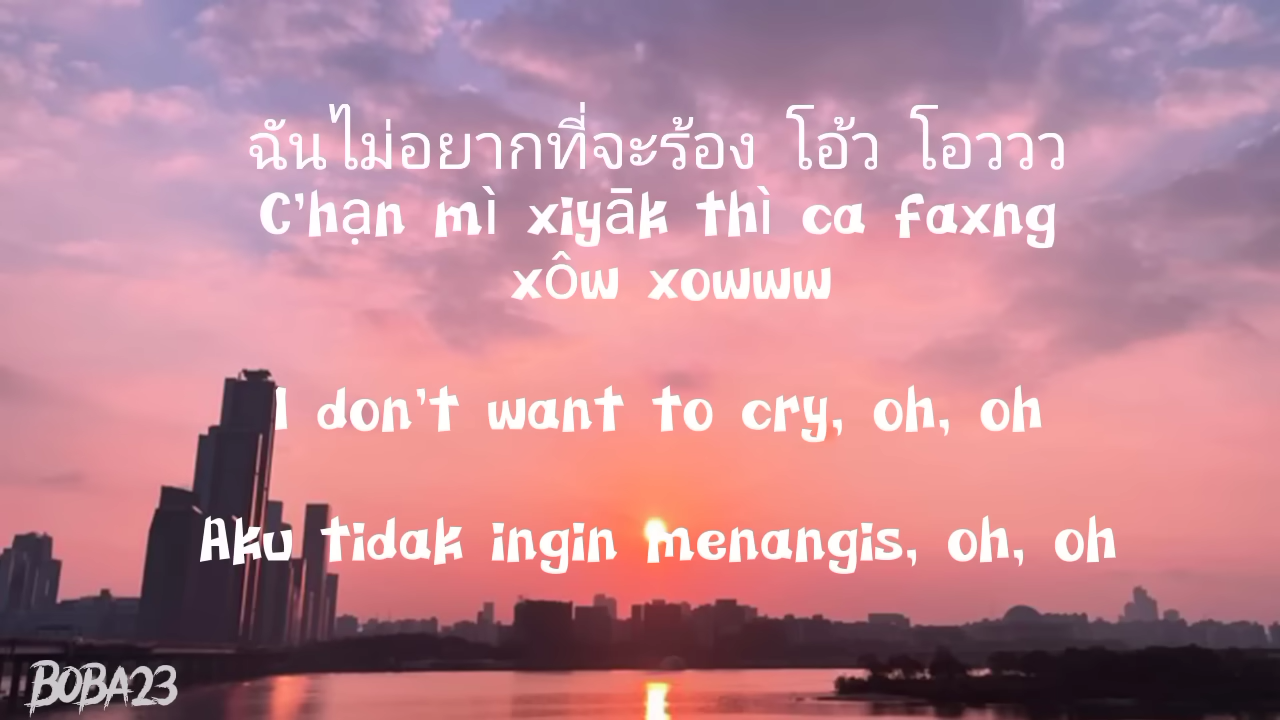 ฉันไม่อยากที่จะร้อง โอ้ว โอววว
C'hạn mì xiyāk thì ca faxng
xôw xowww
I don't want to cry, oh, oh
Aku tidak ingin menangis, oh, oh
BOBA23